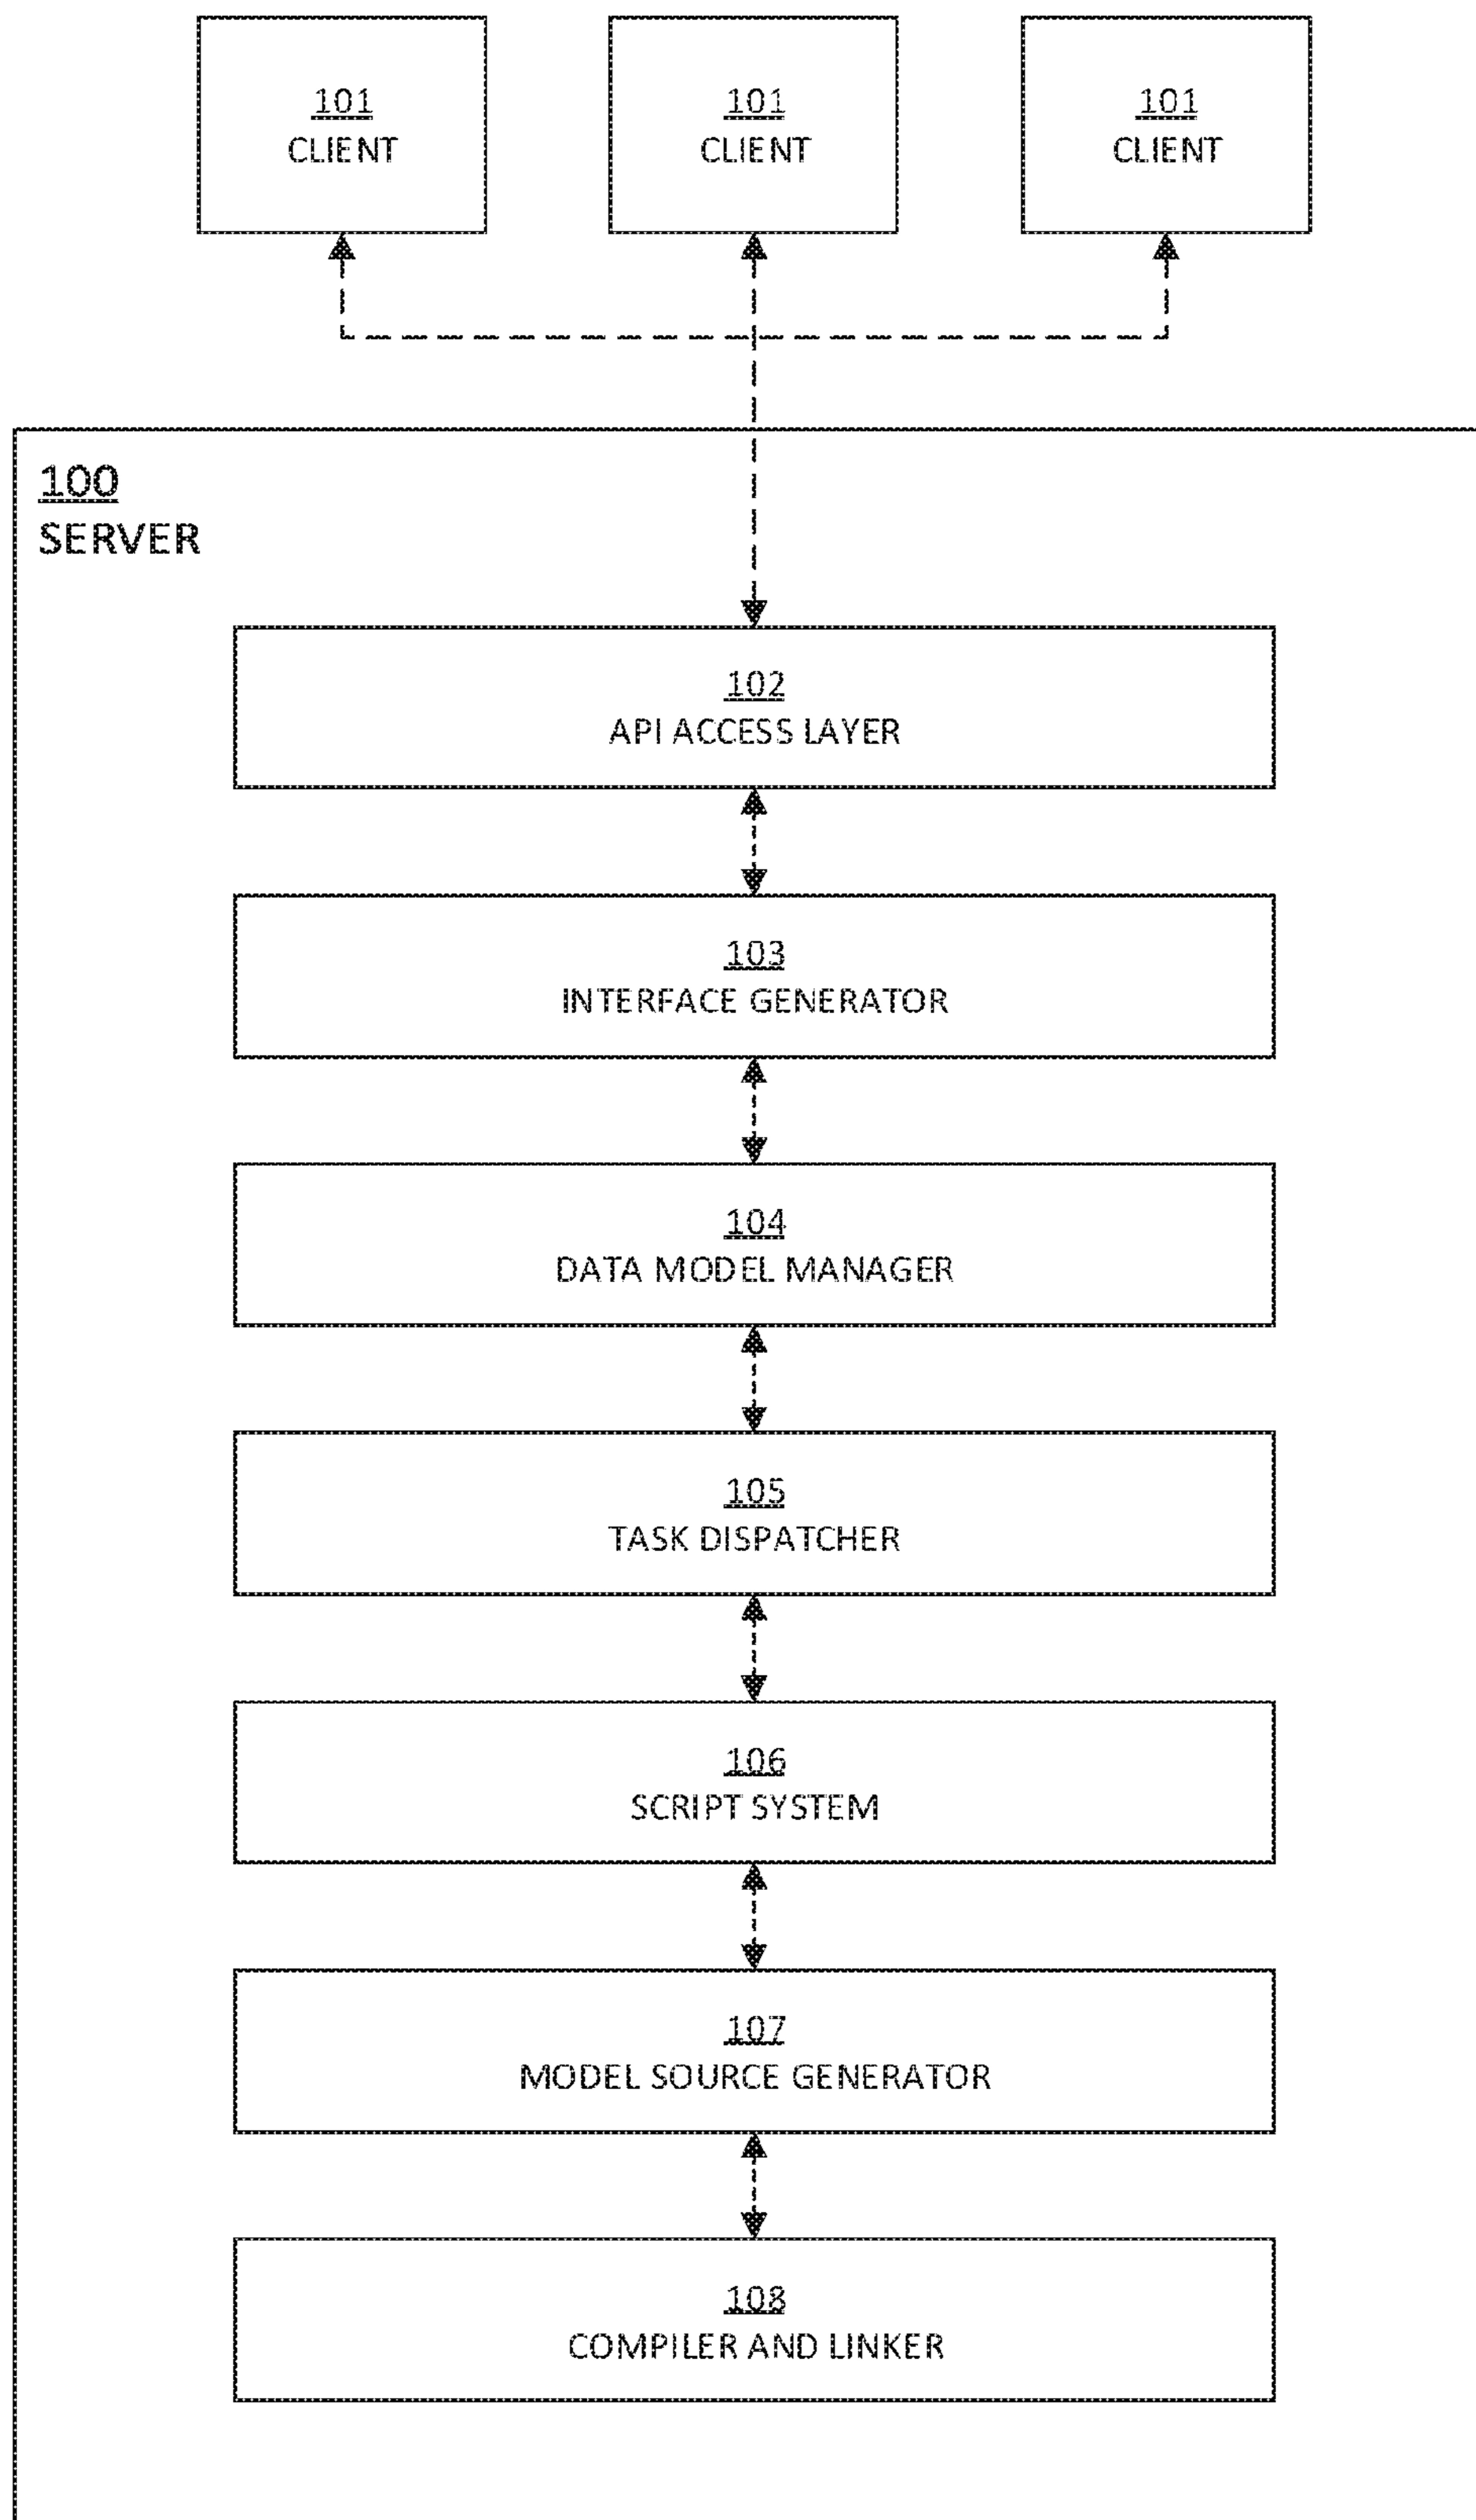 101
CLIENT
101
CLIENT
101
CLIENT
100
SERVER
102
API ACCESS LAYER
103
INTERFACE GENERATOR
104
DATA MODEL MANAGER
105
TASK DISPATCHER
106
SCRIPT SYSTEM
107
MODEL SOURCE GENERATOR
108
COMPILER AND LINKER